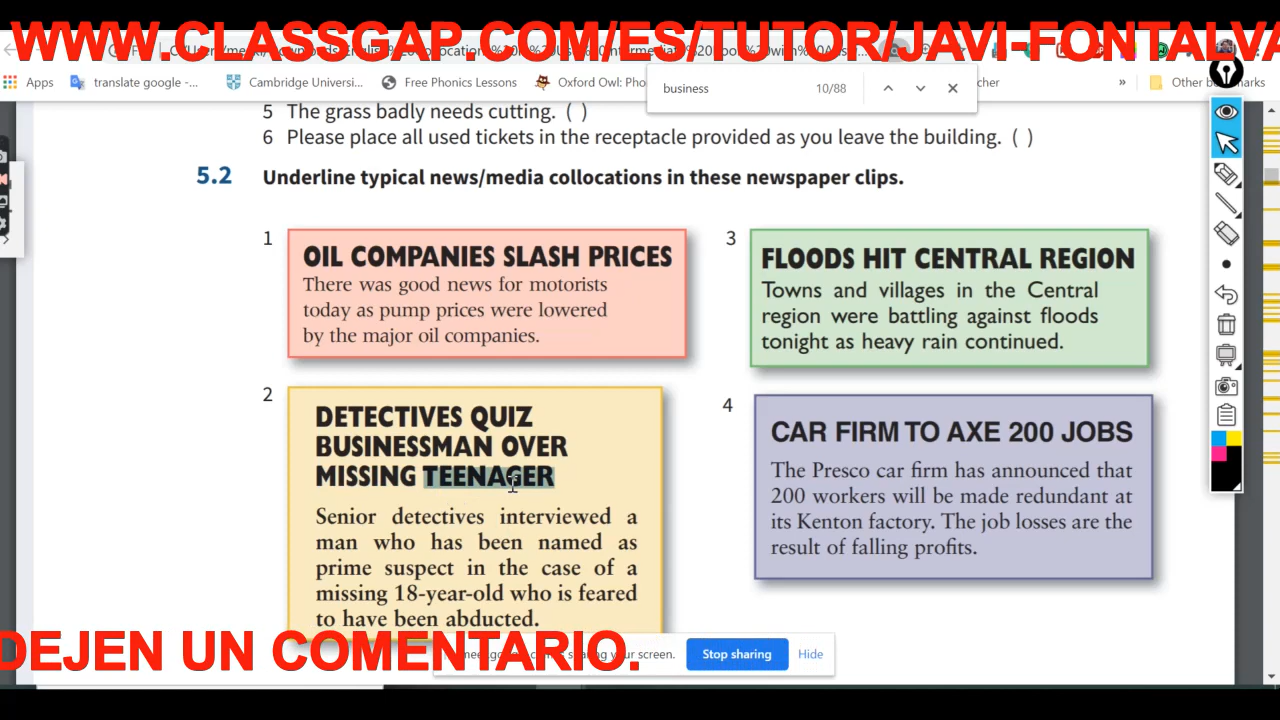 WWW.CLASSGAP.COM/ES/TUTOR/JAVI-FONTALVA
Apps
translate google -...
Cambridge Universi...
Free Phonics Lessons
Oxford Owl:
Other bookmarks
business
10/88
5 The grass badly needs cutting. ( )
6 Please place all used tickets in the receptacle provided as you leave the building. ( )
5.2 Underline typical news/media collocations in these newspaper clips.
1
OIL COMPANIES SLASH PRICES
There was good news for motorists
today as pump prices were lowered
by the major oil companies.
2
DETECTIVES QUIZ
BUSINESSMAN OVER
MISSING TEENAGER
Senior detectives interviewed a
man who has been named as
prime suspect in the case of a
missing 18-year-old who is feared
to have been abducted.
3
FLOODS HIT CENTRAL REGION
Towns and villages in the Central
region were battling against floods
tonight as heavy rain continued.
4
CAR FIRM TO AXE 200 JOBS
The Presco car firm has announced that
200 workers will be made redundant at
its Kenton factory. The job losses are the
result of falling profits.
DEJEN UN COMENTARIO.
your screen.
Stop sharing
Hide